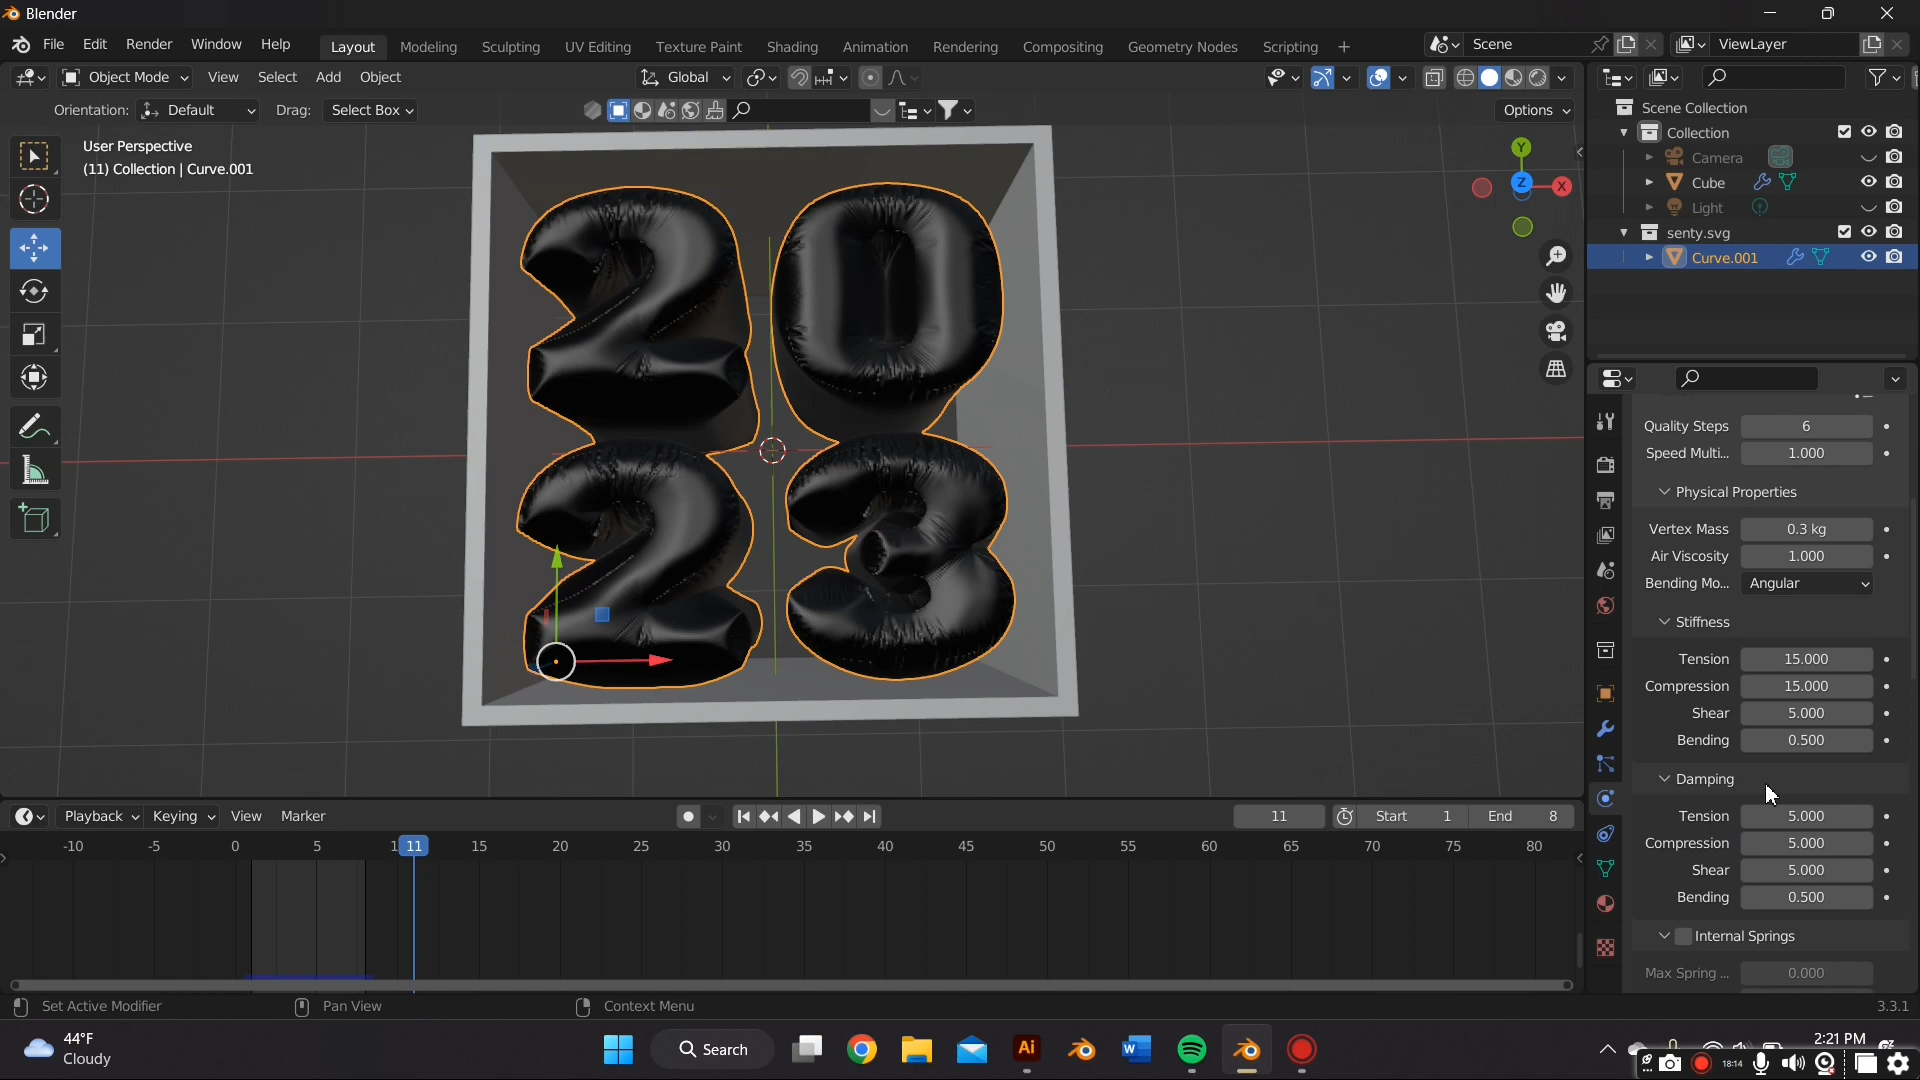 Blender
File Edit Render Window Help Layout Modeling Sculpting UV Editing Texture Paint Shading Animation Rendering Compositing Geometry Nodes Scripting Scene ViewLayer
Object Mode View Select Add Object Global
Orientation: Default Drag: Select Box Options
User Perspective
(11) Collection | Curve.001
Y
Z
X
20
23
Scene Collection
Collection
Camera
Cube
Light
senty.svg
Curve.001
Quality Steps 6
Speed Multi... 1.000
Physical Properties
Vertex Mass 0.3 kg
Air Viscosity 1.000
Bending Mo... Angular
Stiffness
Tension 15.000
Compression 15.000
Shear 5.000
Bending 0.500
Damping
Tension 5.000
Compression 5.000
Shear 5.000
Bending 0.500
Internal Springs
Max Spring ... 0.000
Playback Keying View Marker 11 Start 1 End 8
-10 -5 0 5 1 11 15 20 25 30 35 40 45 50 55 60 65 70 75 80
Set Active Modifier Pan View Context Menu 3.3.1
44°F
Cloudy
Search
Ai
W
2:21 PM
18:14